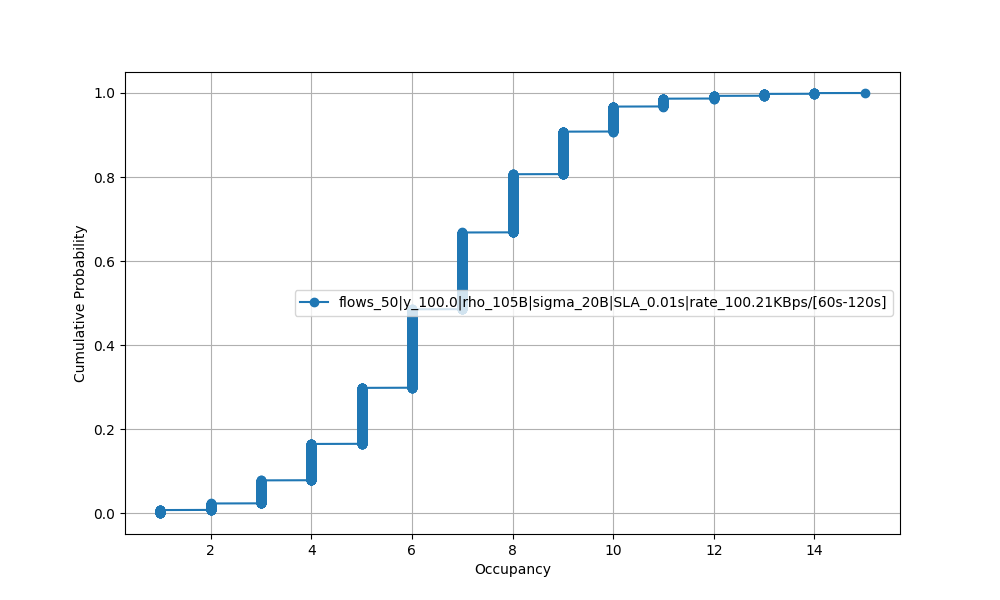 1.0
0.8
0.6
0.4
0.2
0.0
Cumulative Probability
flows_50|y_100.0|rho_105B|sigma_20B|SLA_0.01s|rate_100.21KBps/[60s-120s]
2 4 6 8 10 12 14
Occupancy